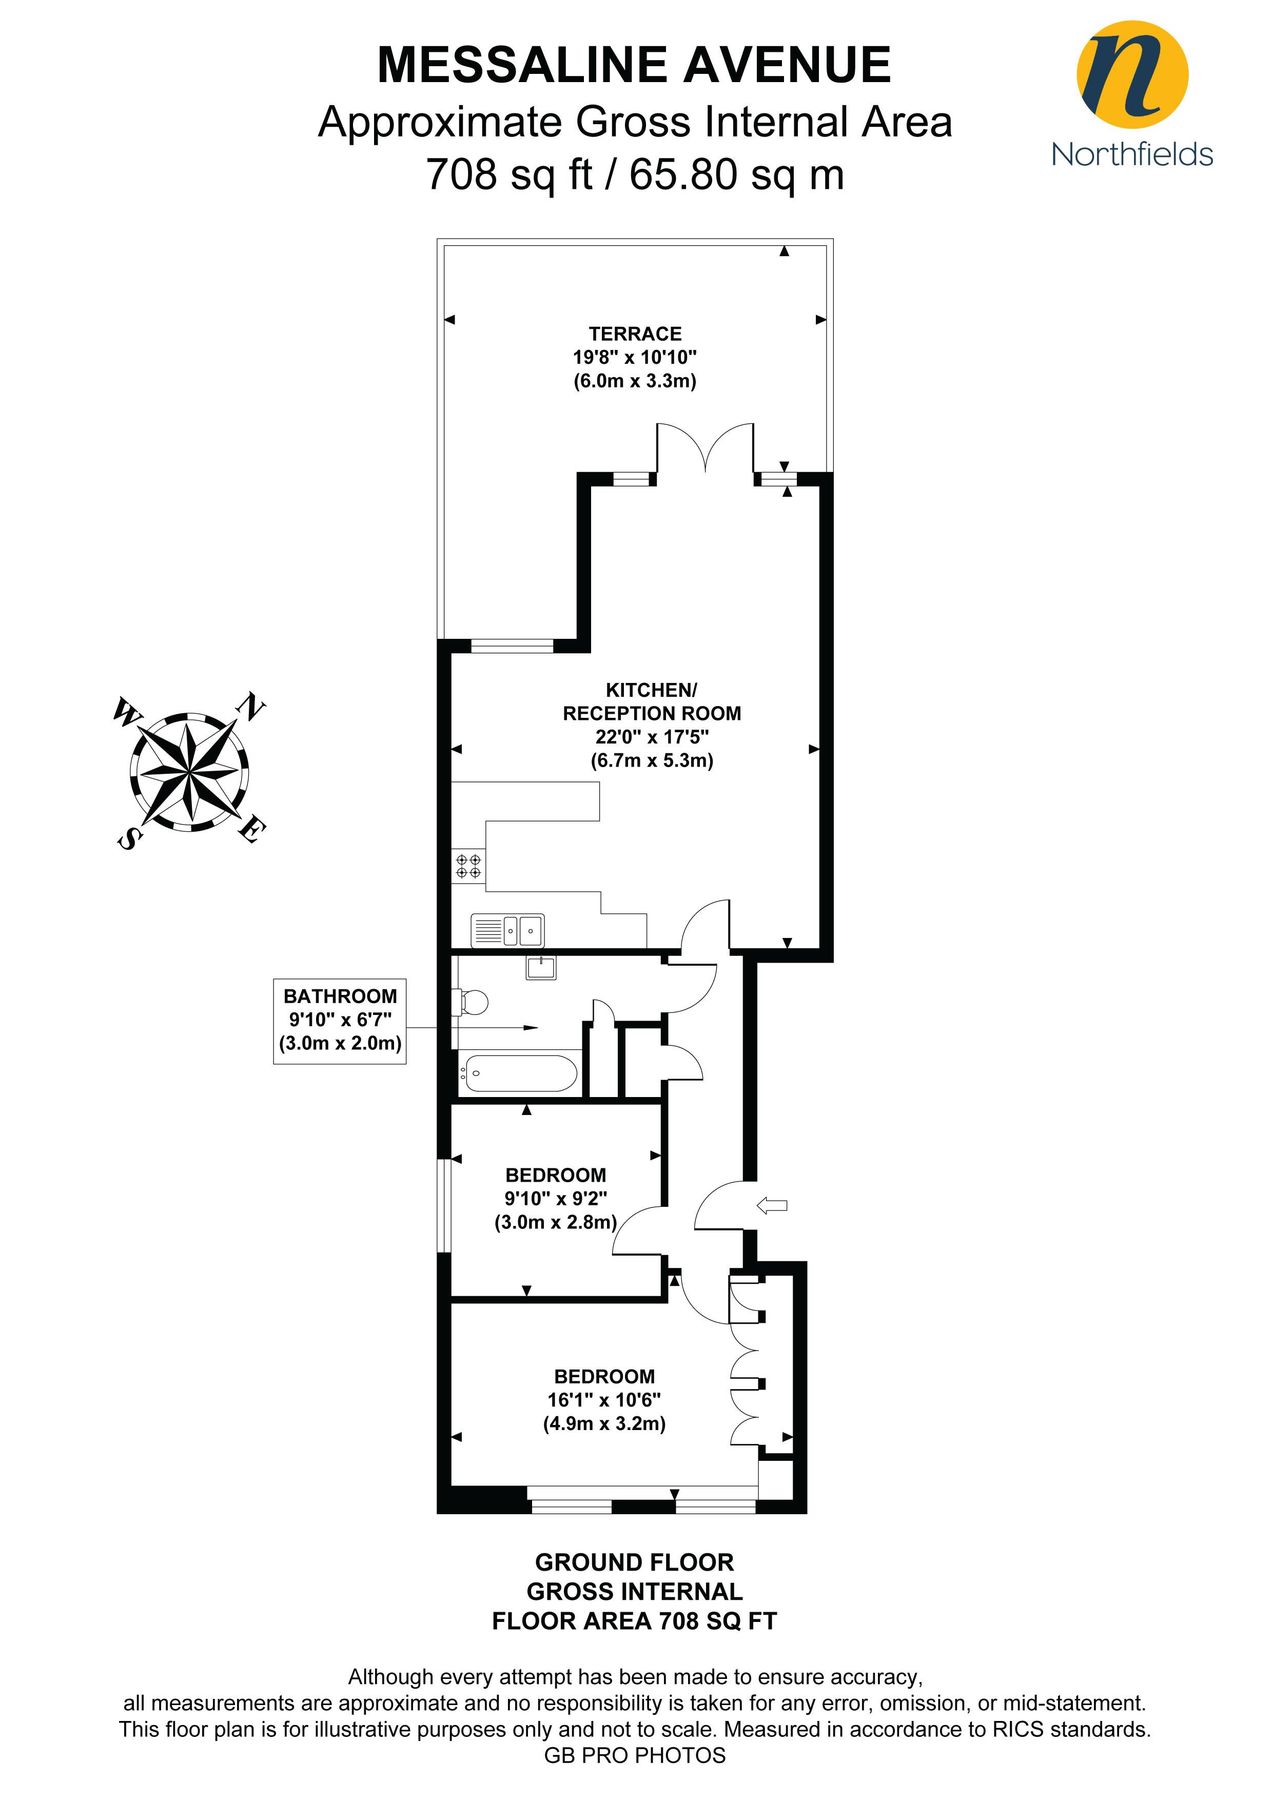 MESSALINE AVENUE
Approximate Gross Internal Area
708 sq ft / 65.80 sq m
n
Northfields
TERRACE
19'8" x 10'10"
(6.0m x 3.3m)
KITCHEN/
RECEPTION ROOM
22'0" x 17'5"
(6.7m x 5.3m)
W
N
S
E
BATHROOM
9'10" x 6'7"
(3.0m x 2.0m)
BEDROOM
9'10" x 9'2"
(3.0m x 2.8m)
BEDROOM
16'1" x 10'6"
(4.9m x 3.2m)
GROUND FLOOR
GROSS INTERNAL
FLOOR AREA 708 SQ FT
Although every attempt has been made to ensure accuracy,
all measurements are approximate and no responsibility is taken for any error, omission, or mid-statement.
This floor plan is for illustrative purposes only and not to scale. Measured in accordance to RICS standards.
GB PRO PHOTOS